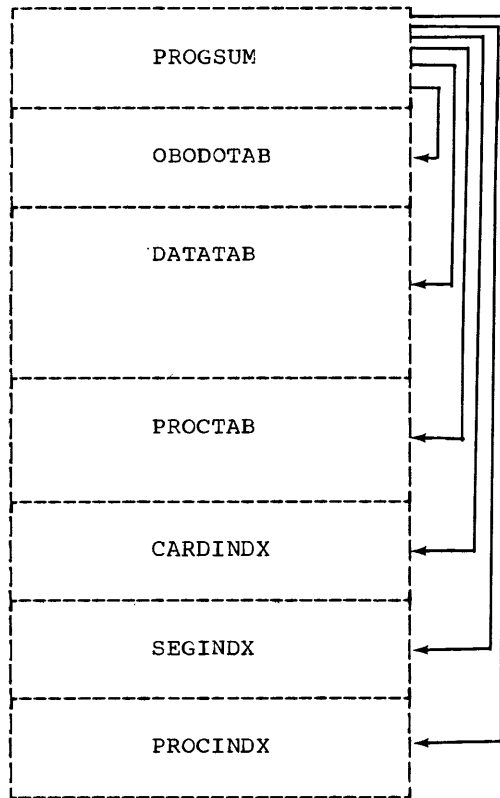 PROGSUM
OBODOTAB
DATATAB
PROCTAB
CARDINDX
SEGINDX
PROCINDX